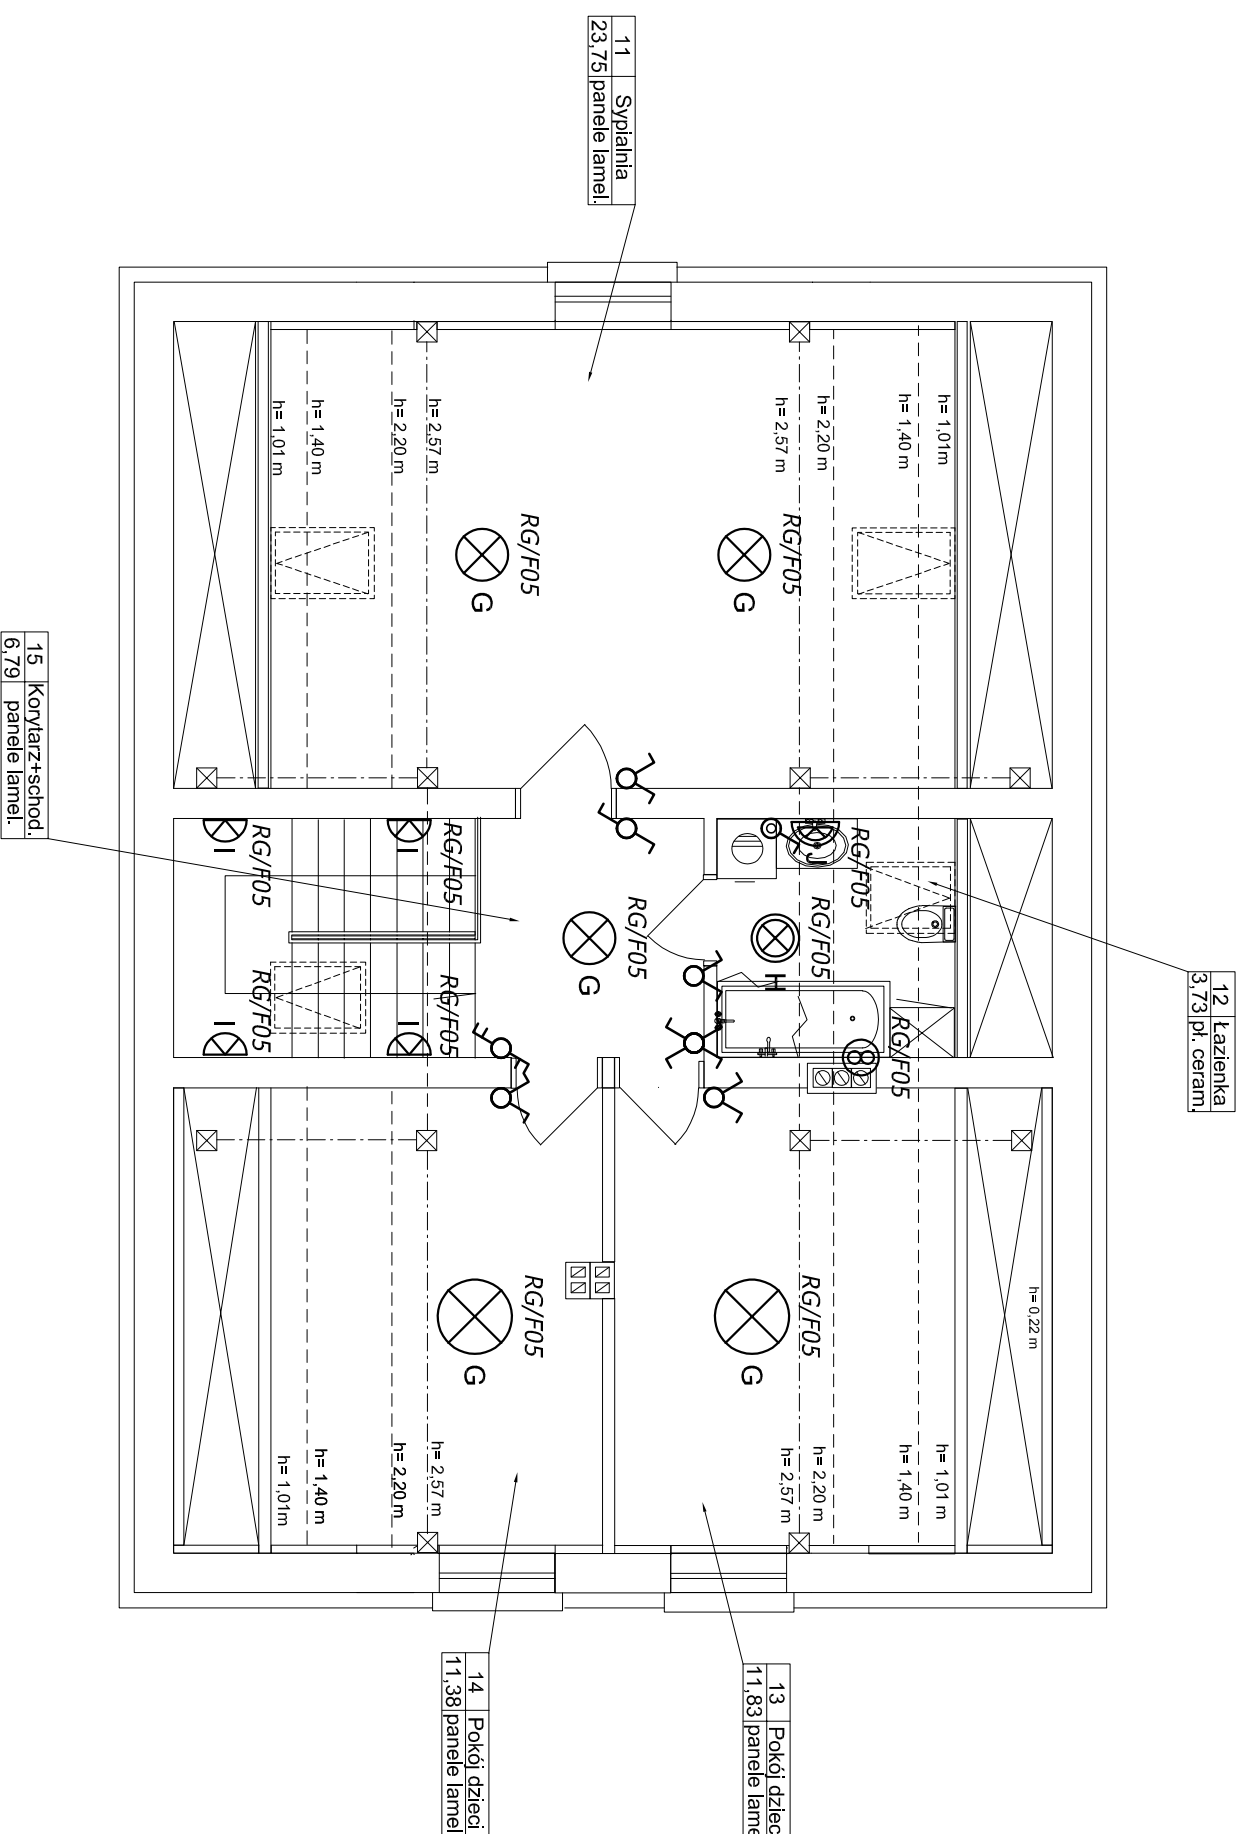 11 Sypialnia
23,75 panele lamel.
12 Łazienka
3,73 pł. ceram.
h= 1,01 m
h= 1,40 m
h= 2,20 m
h= 2,57 m
h= 2,57 m
h= 2,20 m
h= 1,40 m
h= 1,01m
RG/F05
G
RG/F05
G
15 Korytarz+schod.
6,79 panele lamel.
RG/F05
I
RG/F05
I
RG/F05
I
RG/F05
I
RG/F05
G
RG/F05
J
RG/F05
H
RG/F05
h= 0,22 m
RG/F05
G
RG/F05
G
h= 1,01m
h= 1,40 m
h= 2,20 m
h= 2,57 m
h= 2,57 m
h= 2,20 m
h= 1,40 m
h= 1,01 m
14 Pokój dzieci
11,38 panele lamel
13 Pokój dziec
11,83 panele lame